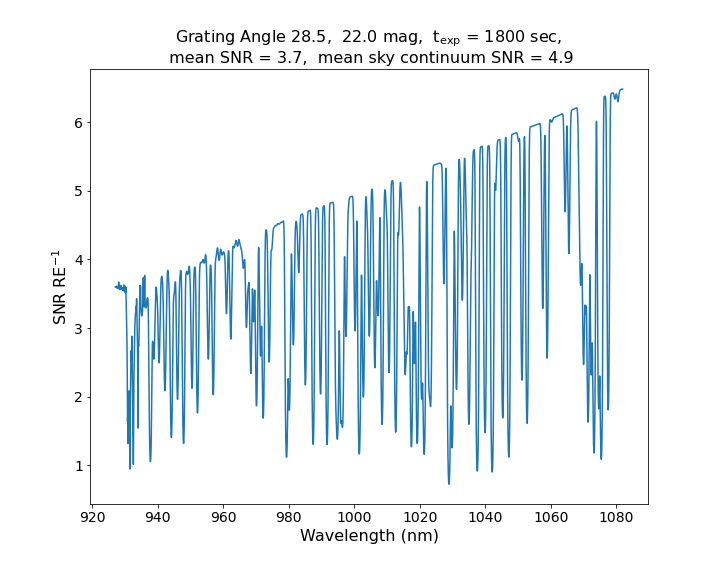 Grating Angle 28.5,  22.0 mag,  t_exp = 1800 sec,
mean SNR = 3.7,  mean sky continuum SNR = 4.9
6
5
4
3
2
1
SNR RE⁻¹
920 940 960 980 1000 1020 1040 1060 1080
Wavelength (nm)